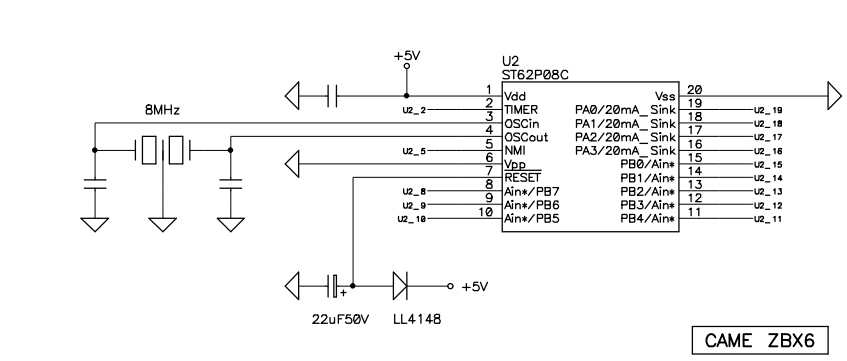 +5V
U2
ST62P08C
8MHz
1 Vdd Vss 20
U2_2 2 TIMER PA0/20mA_Sink 19 U2_19
3 OSCin PA1/20mA_Sink 18 U2_18
4 OSCout PA2/20mA_Sink 17 U2_17
U2_5 5 NMI PA3/20mA_Sink 16 U2_16
6 Vpp PB0/Ain* 15 U2_15
7 RESET PB1/Ain* 14 U2_14
U2_8 8 Ain*/PB7 PB2/Ain* 13 U2_13
U2_9 9 Ain*/PB6 PB3/Ain* 12 U2_12
U2_10 10 Ain*/PB5 PB4/Ain* 11 U2_11
+ +5V
22uF50V LL4148
CAME ZBX6